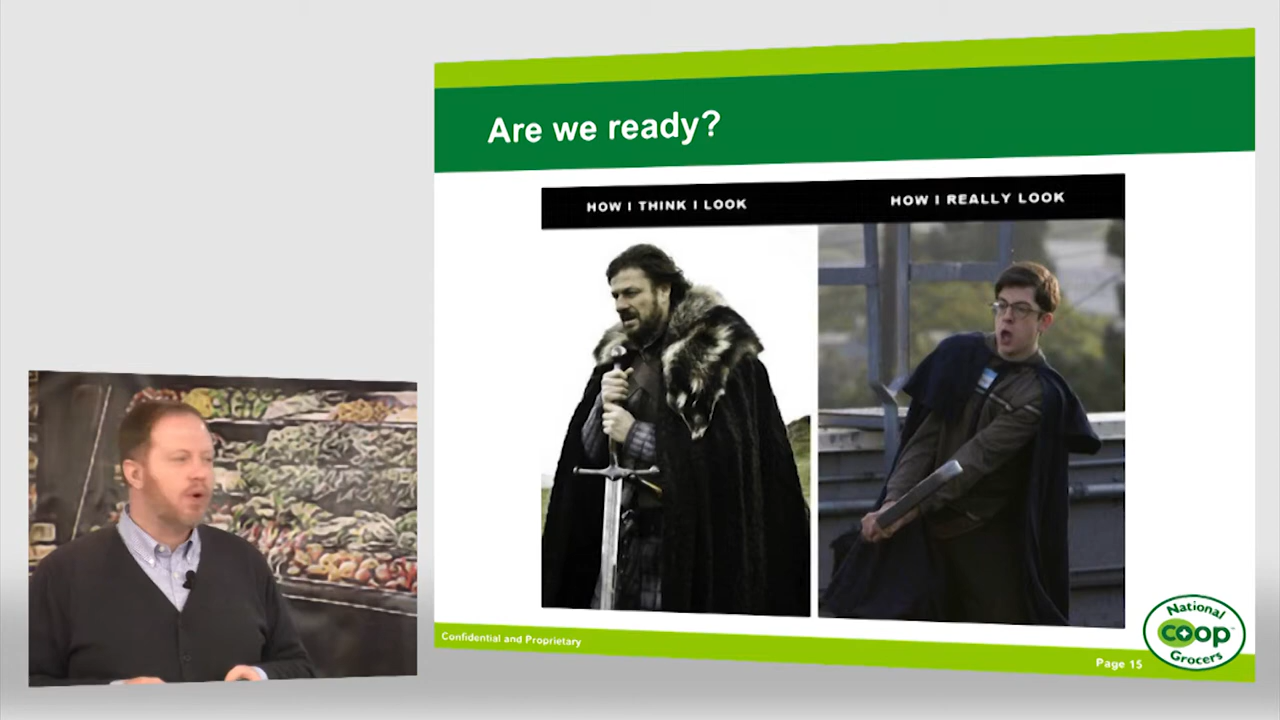 Are we ready?
HOW I THINK I LOOK
HOW I REALLY LOOK
Confidential and Proprietary
Page 15
National
co+op
Grocers